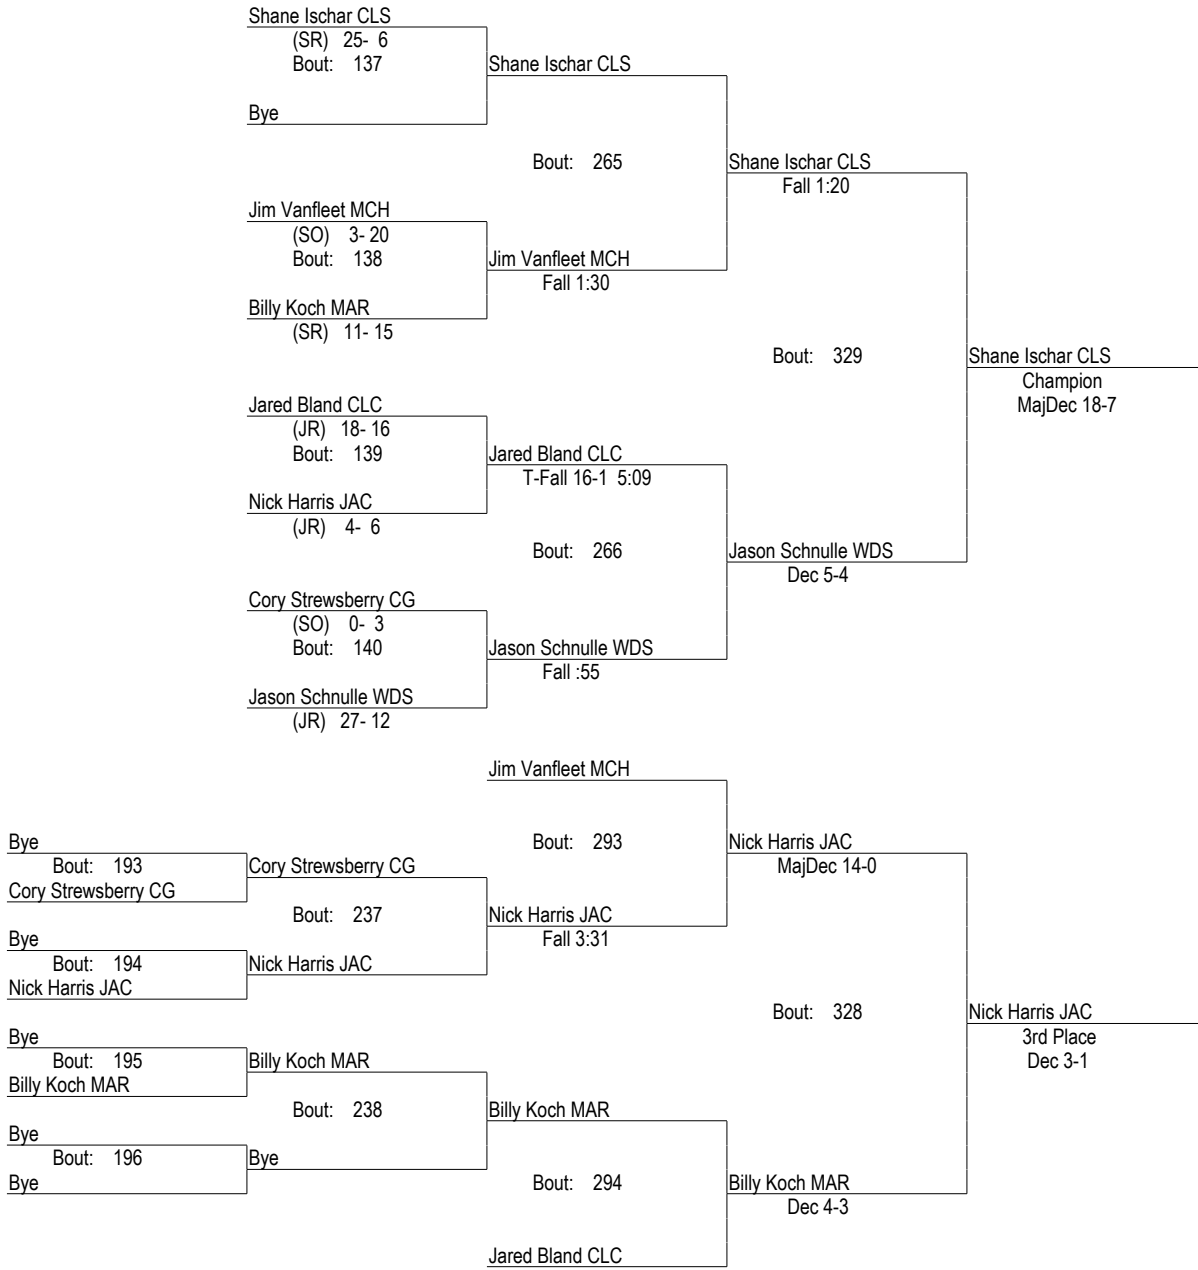 Shane Ischar CLS
(SR) 25- 6
Bout: 137
Shane Ischar CLS
Bye
Bout: 265
Shane Ischar CLS
Fall 1:20
Jim Vanfleet MCH
(SO) 3- 20
Bout: 138
Jim Vanfleet MCH
Fall 1:30
Billy Koch MAR
(SR) 11- 15
Bout: 329
Shane Ischar CLS
Champion
MajDec 18-7
Jared Bland CLC
(JR) 18- 16
Bout: 139
Jared Bland CLC
T-Fall 16-1 5:09
Nick Harris JAC
(JR) 4- 6
Bout: 266
Jason Schnulle WDS
Dec 5-4
Cory Strewsberry CG
(SO) 0- 3
Bout: 140
Jason Schnulle WDS
Fall :55
Jason Schnulle WDS
(JR) 27- 12
Jim Vanfleet MCH
Bye
Bout: 193
Cory Strewsberry CG
Cory Strewsberry CG
Bout: 293
Nick Harris JAC
MajDec 14-0
Bout: 237
Nick Harris JAC
Fall 3:31
Bye
Bout: 194
Nick Harris JAC
Nick Harris JAC
Bout: 328
Nick Harris JAC
3rd Place
Dec 3-1
Bye
Bout: 195
Billy Koch MAR
Billy Koch MAR
Bout: 238
Billy Koch MAR
Bye
Bout: 196
Bye
Bye
Bout: 294
Billy Koch MAR
Dec 4-3
Jared Bland CLC